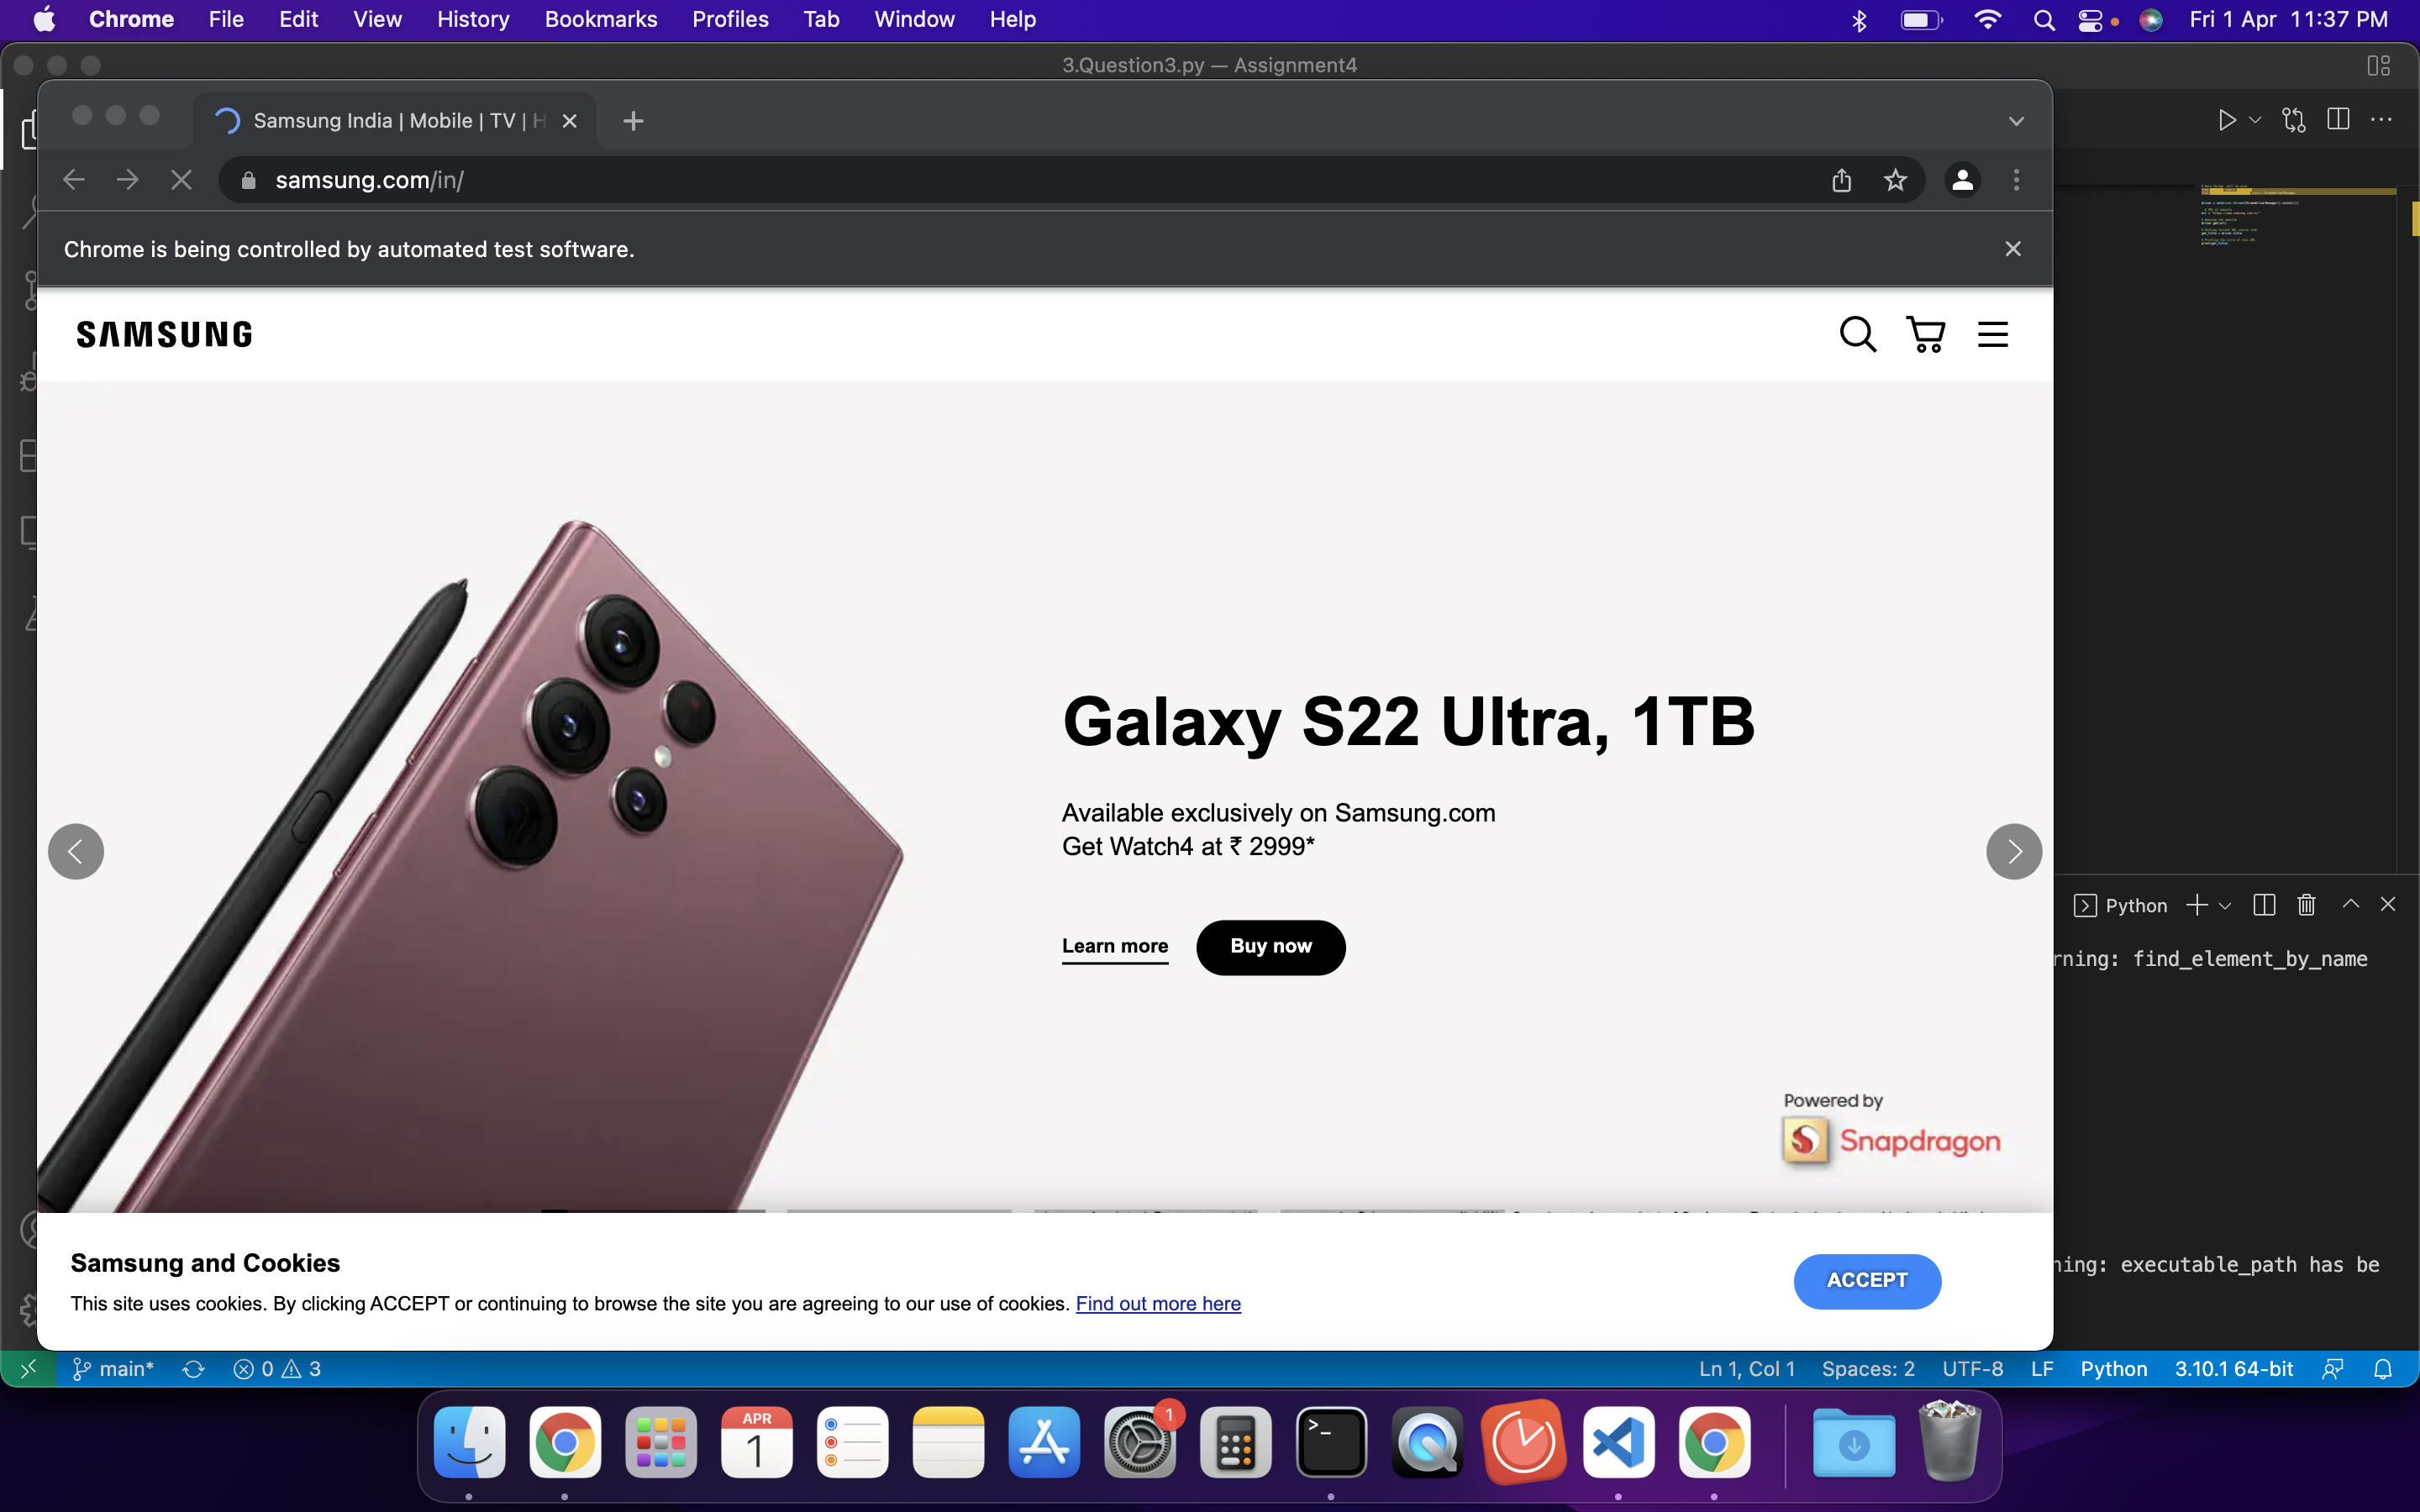 Chrome File Edit View History Bookmarks Profiles Tab Window Help Fri 1 Apr 11:37 PM
3.Question3.py — Assignment4
Samsung India | Mobile | TV | H
samsung.com/in/
Chrome is being controlled by automated test software.
SAMSUNG
Galaxy S22 Ultra, 1TB
Available exclusively on Samsung.com
Get Watch4 at ₹ 2999*
Learn more Buy now
Powered by
Snapdragon
Python
rning: find_element_by_name
ning: executable_path has be
Samsung and Cookies
This site uses cookies. By clicking ACCEPT or continuing to browse the site you are agreeing to our use of cookies. Find out more here
ACCEPT
main* 0 3 Ln 1, Col 1 Spaces: 2 UTF-8 LF Python 3.10.1 64-bit
APR
1
1